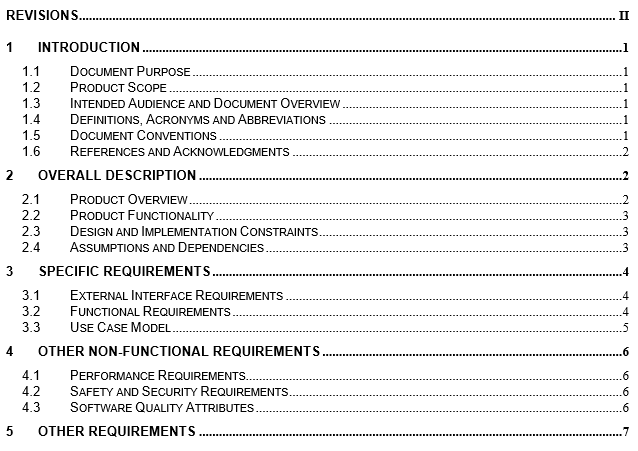 REVISIONS................................................................ II
1 INTRODUCTION................................................................1
1.1 DOCUMENT PURPOSE................................................................1
1.2 PRODUCT SCOPE................................................................1
1.3 INTENDED AUDIENCE AND DOCUMENT OVERVIEW................................................................1
1.4 DEFINITIONS, ACRONYMS AND ABBREVIATIONS................................................................1
1.5 DOCUMENT CONVENTIONS................................................................1
1.6 REFERENCES AND ACKNOWLEDGMENTS................................................................2
2 OVERALL DESCRIPTION................................................................2
2.1 PRODUCT OVERVIEW................................................................2
2.2 PRODUCT FUNCTIONALITY................................................................3
2.3 DESIGN AND IMPLEMENTATION CONSTRAINTS................................................................3
2.4 ASSUMPTIONS AND DEPENDENCIES................................................................3
3 SPECIFIC REQUIREMENTS................................................................4
3.1 EXTERNAL INTERFACE REQUIREMENTS................................................................4
3.2 FUNCTIONAL REQUIREMENTS................................................................4
3.3 USE CASE MODEL................................................................5
4 OTHER NON-FUNCTIONAL REQUIREMENTS................................................................6
4.1 PERFORMANCE REQUIREMENTS................................................................6
4.2 SAFETY AND SECURITY REQUIREMENTS................................................................6
4.3 SOFTWARE QUALITY ATTRIBUTES................................................................6
5 OTHER REQUIREMENTS................................................................7